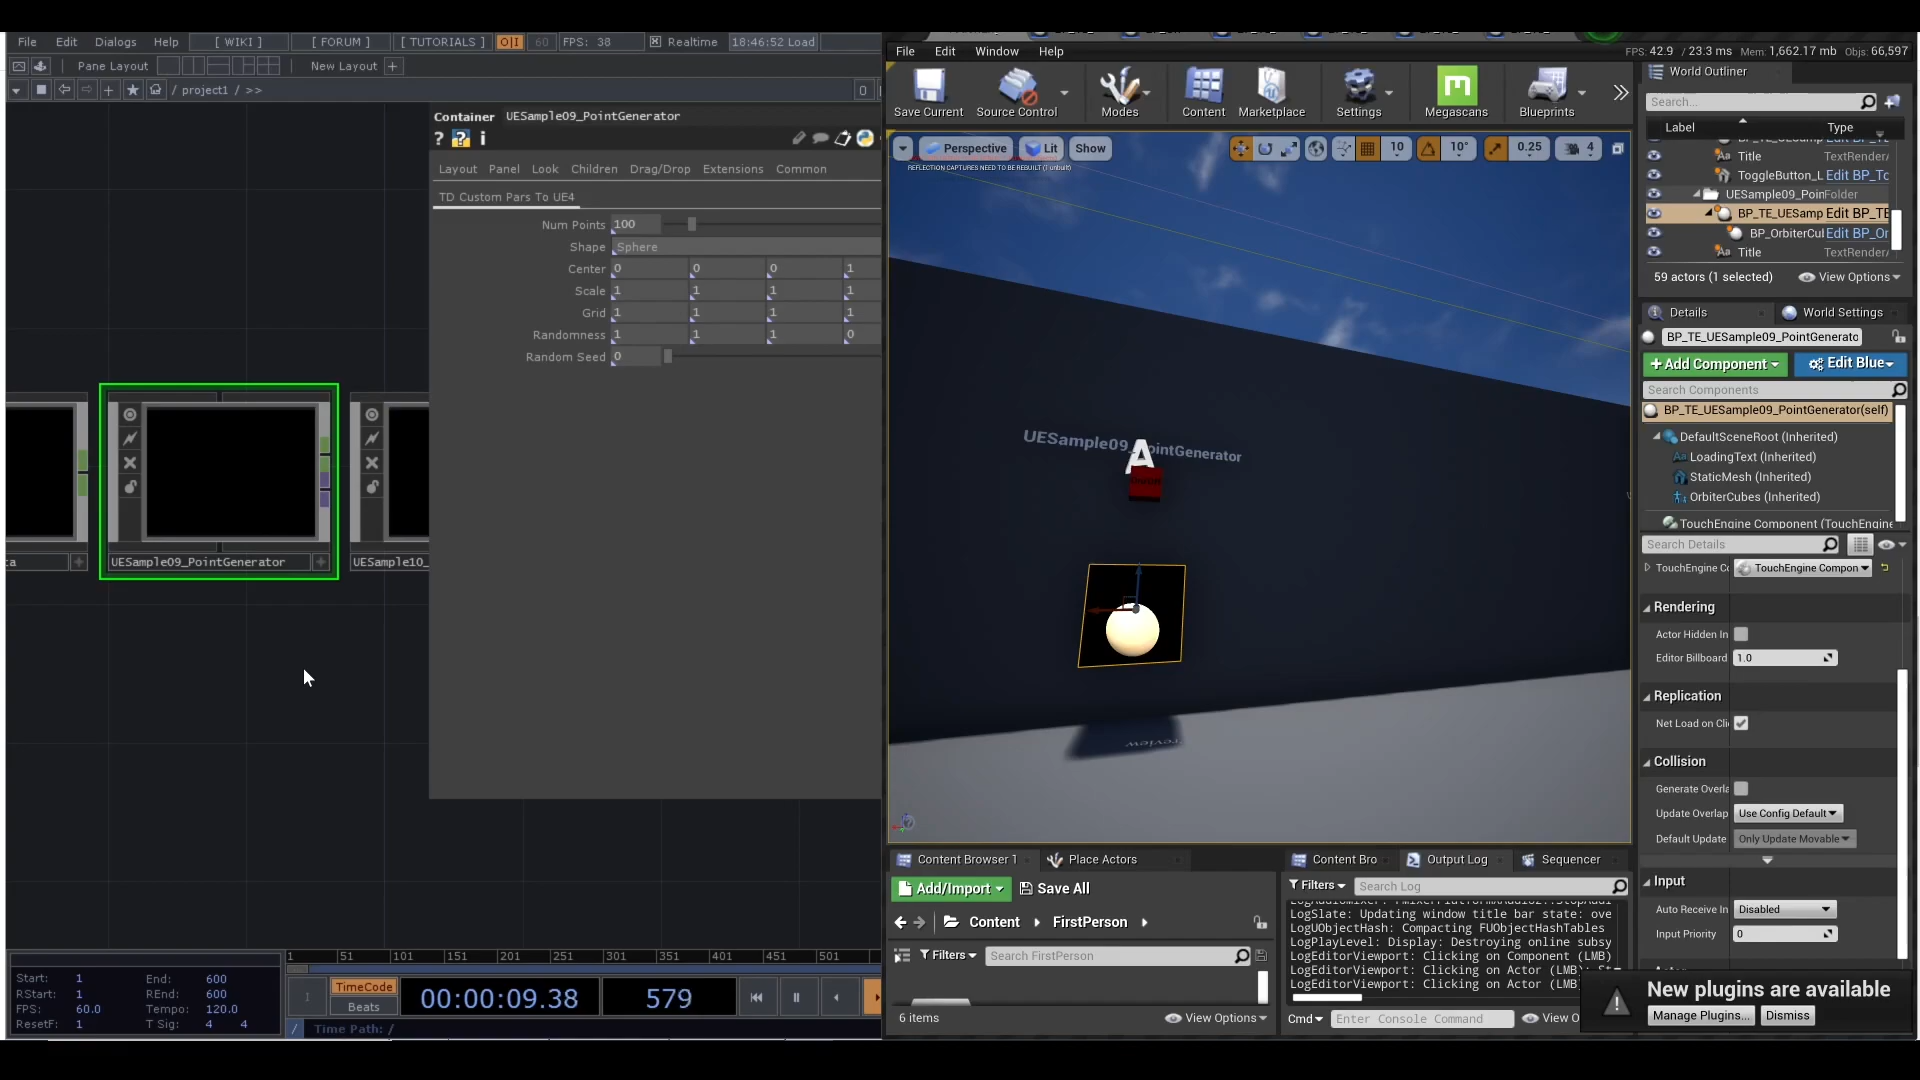 File Edit Dialogs Help [ WIKI ] [ FORUM ] [ TUTORIALS ] O|I 60 FPS: 38 Realtime 18:46:52 Load
Pane Layout New Layout +
/ project1 / >> 0
Container UESample09_PointGenerator
? ? i
Layout Panel Look Children Drag/Drop Extensions Common
TD Custom Pars To UE4
Num Points 100
Shape Sphere
Center 0 0 0 1
Scale 1 1 1 1
Grid 1 1 1 1
Randomness 1 1 1 0
Random Seed 0
ta + UESample09_PointGenerator + UESample10_
1 51 101 151 201 251 301 351 401 451 501
Start: 1 End: 600
RStart: 1 REnd: 600
FPS: 60.0 Tempo: 120.0
ResetF: 1 T Sig: 4 4
TimeCode
Beats
00:00:09.38 579
/ Time Path: /
File Edit Window Help
FPS: 42.9 / 23.3 ms Mem: 1,662.17 mb Objs: 66,597
Save Current Source Control Modes Content Marketplace Settings Megascans Blueprints
Perspective Lit Show 10 10° 0.25 4
REFLECTION CAPTURES NEED TO BE REBUILT (1 unbuilt)
UESample09_PointGenerator
A
review
World Outliner
Search...
Label Type
Title TextRender
ToggleButton_L Edit BP_To
UESample09_Poin Folder
BP_TE_UESamp Edit BP_TE
BP_OrbiterCul Edit BP_Or
Title TextRender
59 actors (1 selected) View Options
Details World Settings
BP_TE_UESample09_PointGenerato
+Add Component Edit Blue
Search Components
BP_TE_UESample09_PointGenerator(self)
DefaultSceneRoot (Inherited)
LoadingText (Inherited)
StaticMesh (Inherited)
OrbiterCubes (Inherited)
TouchEngine Component (TouchEngine
Search Details
TouchEngine Co TouchEngine Compon
Rendering
Actor Hidden In
Editor Billboard 1.0
Replication
Net Load on Cli
Collision
Generate Overla
Update Overlap Use Config Default
Default Update Only Update Movable
Input
Auto Receive In Disabled
Input Priority 0
Content Browser 1 Place Actors
Add/Import Save All
Content FirstPerson
Filters Search FirstPerson
6 items View Options
Content Bro Output Log Sequencer
Filters Search Log
LogSlate: Updating window title bar state: ove
LogUObjectHash: Compacting FUObjectHashTables
LogPlayLevel: Display: Destroying online subsy
LogEditorViewport: Clicking on Component (LMB)
LogEditorViewport: Clicking on Actor (LMB): St
LogEditorViewport: Clicking on Actor (LMB)
Cmd Enter Console Command View O
New plugins are available
Manage Plugins... Dismiss